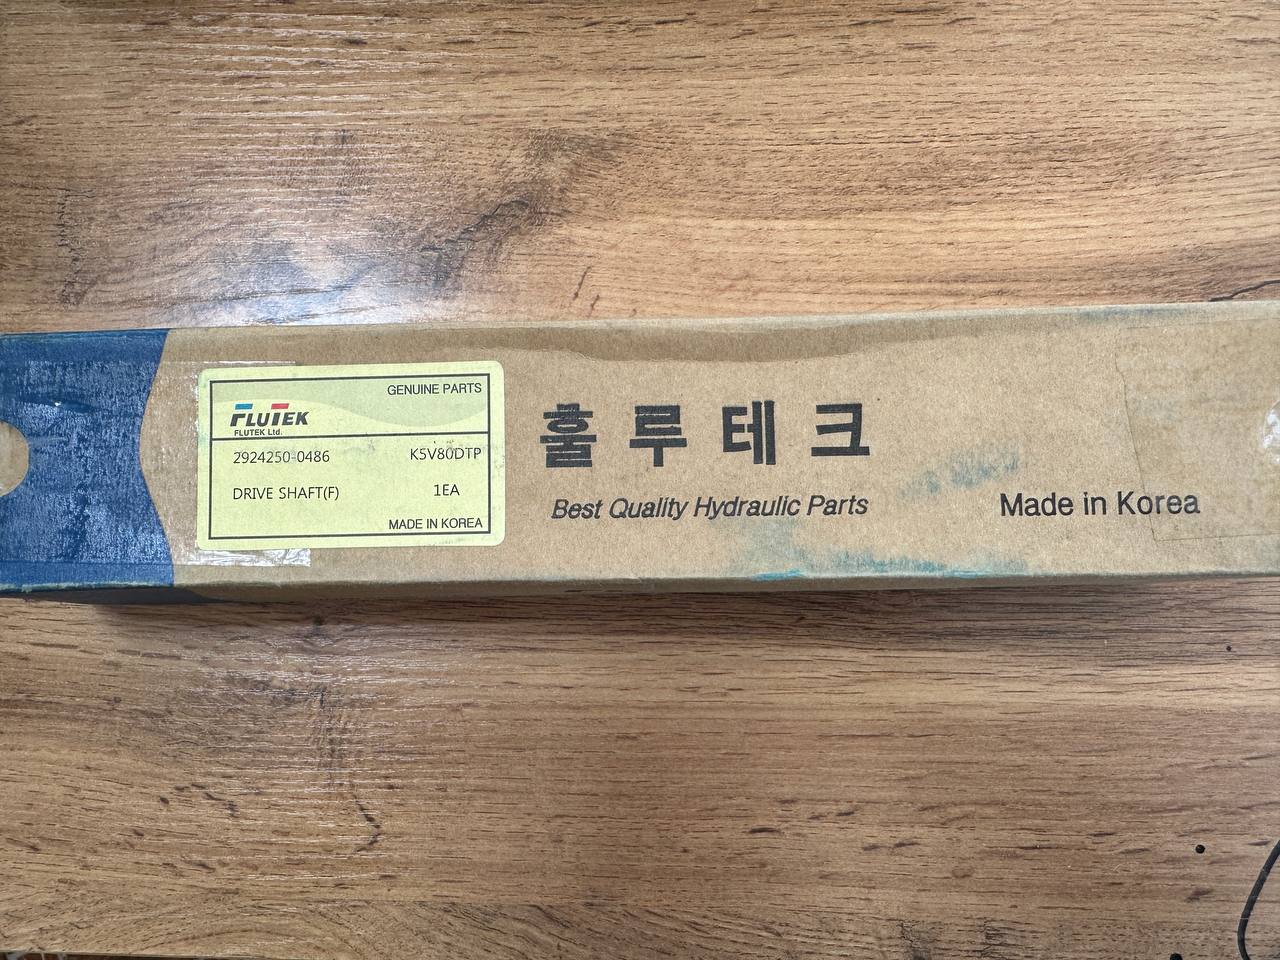 GENUINE PARTS
FLUTEK
FLUTEK Ltd.
2924250-0486 K5V80DTP
DRIVE SHAFT(F) 1EA
MADE IN KOREA
훌루테크
Best Quality Hydraulic Parts
Made in Korea